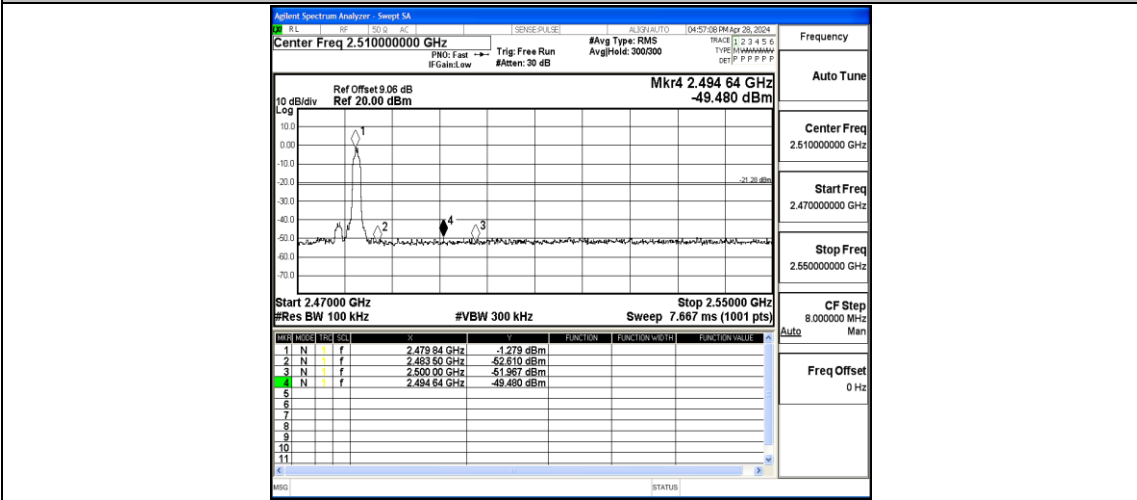 Agilent Spectrum Analyzer - Swept SA
RL RF 50 Ω AC SENSE:PULSE ALIGN AUTO 04:57:08 PM Apr 28, 2024
Center Freq 2.510000000 GHz
PNO: Fast
IFGain:Low
Trig: Free Run
#Atten: 30 dB
#Avg Type: RMS
Avg|Hold: 300/300
TRACE 1 2 3 4 5 6
TYPE M W W W W W
DET P P P P P P
Mkr4 2.494 64 GHz
-49.480 dBm
Ref Offset 9.06 dB
10 dB/div Ref 20.00 dBm
Log
10.0
0.00
-10.0
-20.0
-30.0
-40.0
-50.0
-60.0
-70.0
1
2
4
3
-21.28 dBm
Start 2.47000 GHz Stop 2.55000 GHz
#Res BW 100 kHz #VBW 300 kHz Sweep 7.667 ms (1001 pts)
MKR MODE TRC SCL X Y FUNCTION FUNCTION WIDTH FUNCTION VALUE
1 N 1 f 2.479 84 GHz -1.279 dBm
2 N 1 f 2.483 50 GHz -52.610 dBm
3 N 1 f 2.500 00 GHz -51.967 dBm
4 N 1 f 2.494 64 GHz -49.480 dBm
5
6
7
8
9
10
11
MSG STATUS
Frequency
Auto Tune
Center Freq
2.510000000 GHz
Start Freq
2.470000000 GHz
Stop Freq
2.550000000 GHz
CF Step
8.000000 MHz
Auto Man
Freq Offset
0 Hz